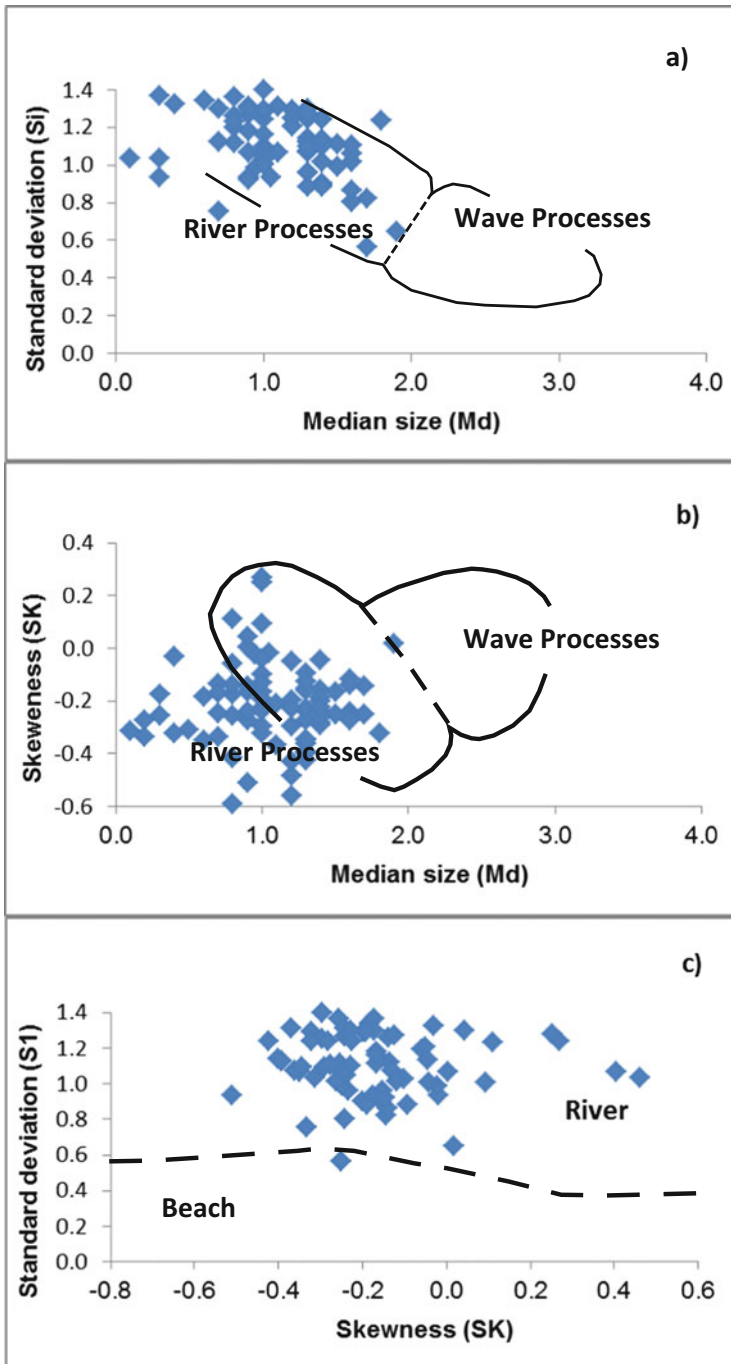 a)
Standard deviation (Si)
1.4
1.2
1.0
0.8
0.6
0.4
0.2
0.0
River Processes
Wave Processes
0.0 1.0 2.0 3.0 4.0
Median size (Md)
b)
Skeweness (SK)
0.4
0.2
0.0
-0.2
-0.4
-0.6
Wave Processes
River Processes
0.0 1.0 2.0 3.0 4.0
Median size (Md)
c)
Standard deviation (S1)
1.4
1.2
1.0
0.8
0.6
0.4
0.2
0.0
River
Beach
-0.8 -0.6 -0.4 -0.2 0.0 0.2 0.4 0.6
Skewness (SK)